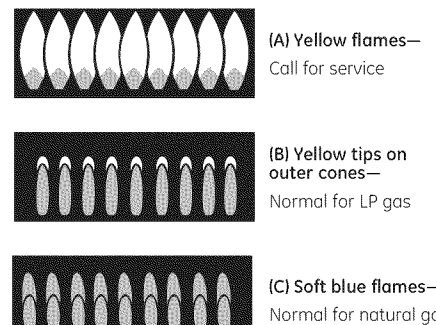 (A) Yellow flames—
Call for service
(B) Yellow tips on
outer cones—
Normal for LP gas
(C) Soft blue flames—
Normal for natural